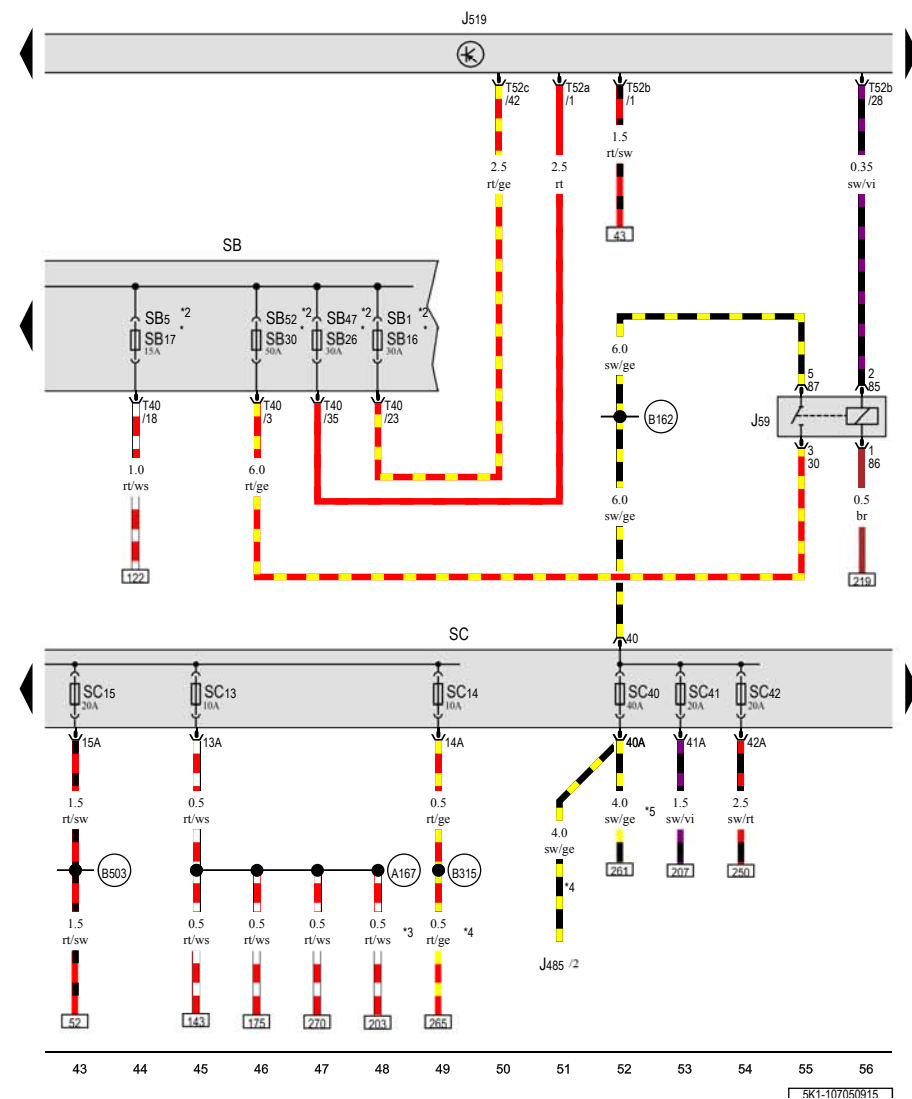 J519
T52c
/42
T52a
/1
T52b
/1
T52b
/28
2.5
rt/ge
2.5
rt
1.5
rt/sw
0.35
sw/vi
43
SB
SB5 *2
SB17 *
15A
SB52 *2
SB30 *
50A
SB47 *2
SB26 *
30A
SB1 *2
SB16 *
30A
T40
/18
T40
/3
T40
/35
T40
/23
6.0
sw/ge
5
87
2
85
B162
J59
3
30
1
86
1.0
rt/ws
6.0
rt/ge
6.0
sw/ge
0.5
br
122
219
SC
40
SC15
20A
SC13
10A
SC14
10A
SC40
40A
SC41
20A
SC42
20A
15A
13A
14A
40A
41A
42A
1.5
rt/sw
0.5
rt/ws
0.5
rt/ge
4.0
sw/ge
4.0
sw/ge *5
1.5
sw/vi
2.5
sw/rt
B503
A167
B315
261
207
250
*4
1.5
rt/sw
0.5
rt/ws
0.5
rt/ws
0.5
rt/ws
0.5
rt/ws *3
0.5
rt/ge *4
J485 /2
52
143
175
270
203
265
43 44 45 46 47 48 49 50 51 52 53 54 55 56
5K1-107050915